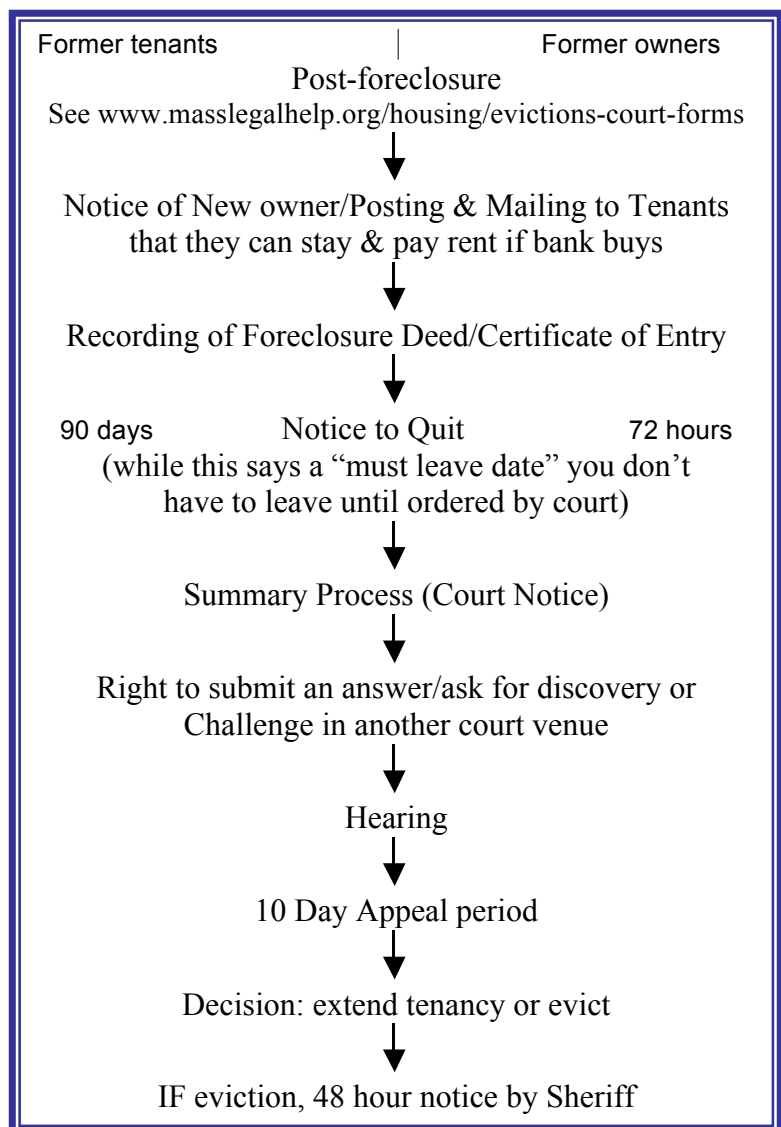 Former tenants | Former owners
Post-foreclosure
See www.masslegalhelp.org/housing/evictions-court-forms
Notice of New owner/Posting & Mailing to Tenants
that they can stay & pay rent if bank buys
Recording of Foreclosure Deed/Certificate of Entry
90 days Notice to Quit 72 hours
(while this says a “must leave date” you don’t
have to leave until ordered by court)
Summary Process (Court Notice)
Right to submit an answer/ask for discovery or
Challenge in another court venue
Hearing
10 Day Appeal period
Decision: extend tenancy or evict
IF eviction, 48 hour notice by Sheriff